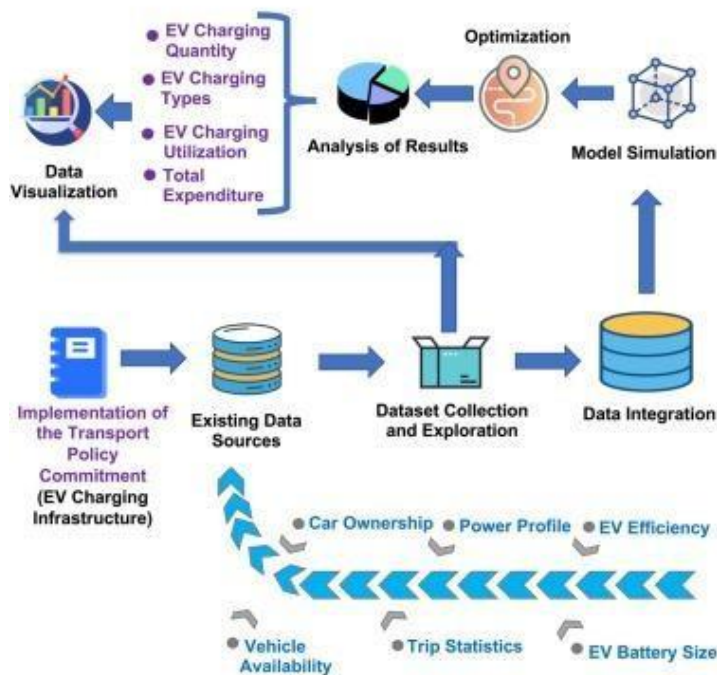 EV Charging
Quantity
EV Charging
Types
EV Charging
Utilization
Total
Expenditure
Data
Visualization
Analysis of Results
Optimization
Model Simulation
Implementation of
the Transport
Policy
Commitment
(EV Charging
Infrastructure)
Existing Data
Sources
Dataset Collection
and Exploration
Data Integration
Car Ownership
Power Profile
EV Efficiency
Vehicle
Availability
Trip Statistics
EV Battery Size